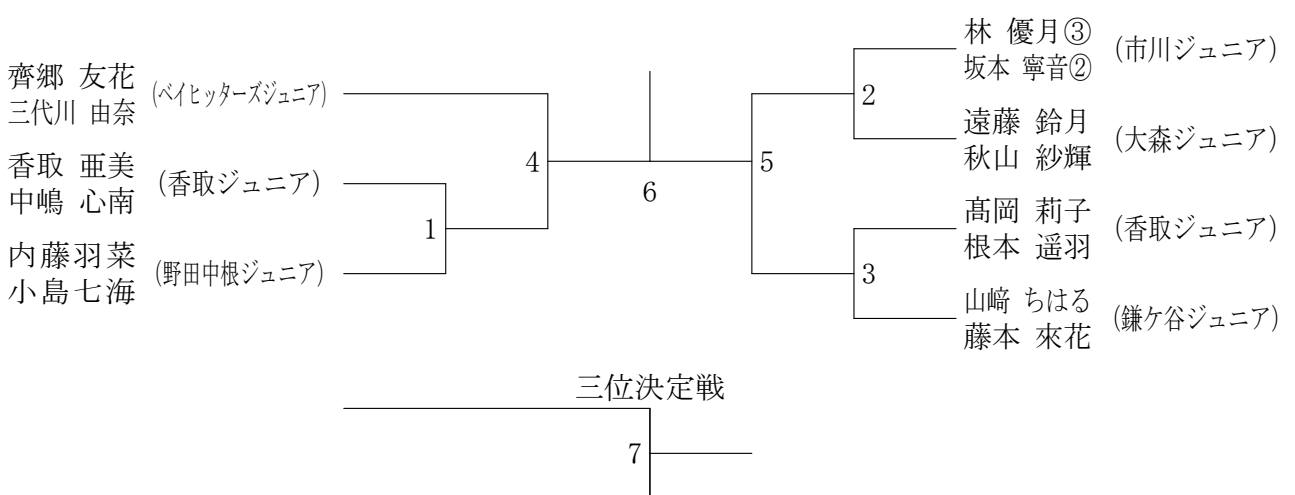 齊郷 友花
三代川 由奈
(ベイヒッターズジュニア)
香取 亜美
中嶋 心南
(香取ジュニア)
内藤羽菜
小島七海
(野田中根ジュニア)
1
4
6
5
2
3
林 優月③
坂本 寧音②
(市川ジュニア)
遠藤 鈴月
秋山 紗輝
(大森ジュニア)
髙岡 莉子
根本 遥羽
(香取ジュニア)
山﨑 ちはる
藤本 來花
(鎌ケ谷ジュニア)
三位決定戦
7